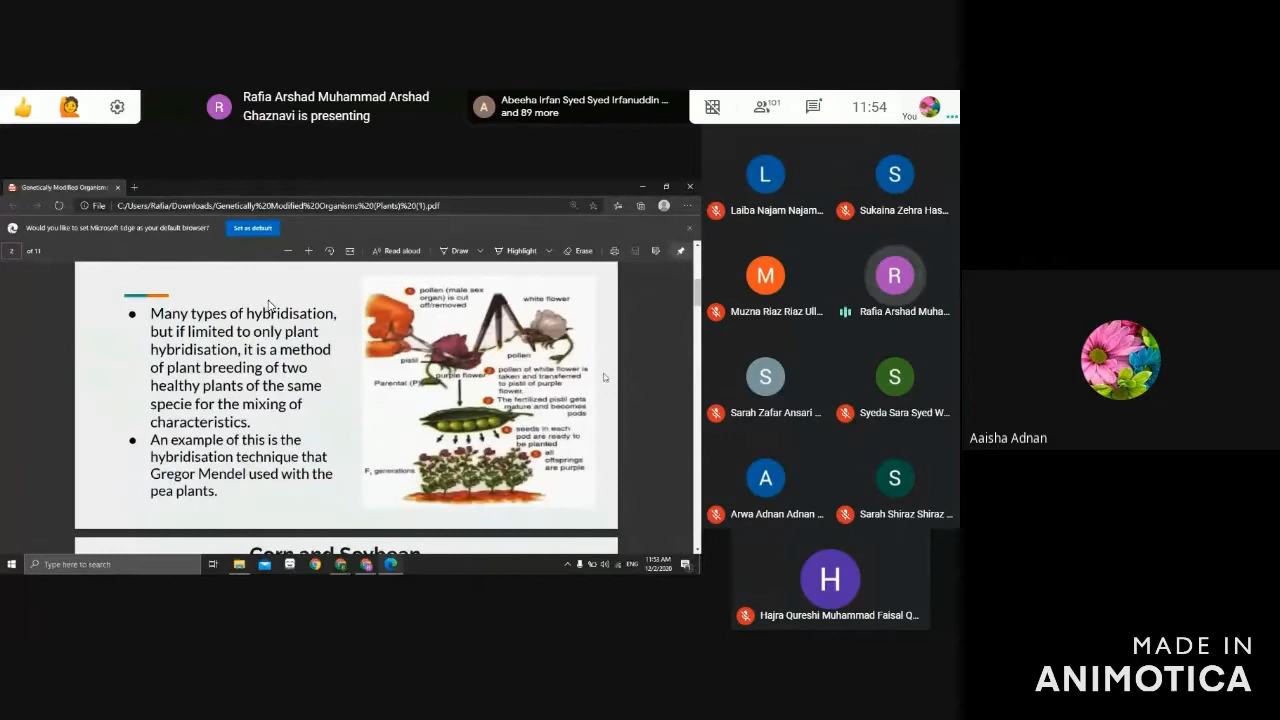 Rafia Arshad Muhammad Arshad
Ghaznavi is presenting
A
R
Abeeha Irfan Syed Syed Irfanuddin ...
and 89 more
101
11:54
You
Genetically Modified Organism
File
C:/Users/Rafia/Downloads/Genetically%20Modified%20Organisms%20(Plants)%20(1).pdf
Would you like to set Microsoft Edge as your default browser?
Set as default
2
of 11
Read aloud
Draw
Highlight
Erase
Many types of hybridisation,
but if limited to only plant
hybridisation, it is a method
of plant breeding of two
healthy plants of the same
specie for the mixing of
characteristics.
An example of this is the
hybridisation technique that
Gregor Mendel used with the
pea plants.
1
pollen (male sex
organ) is cut
off/removed
white flower
pistil
pollen
purple flower
Parental (P)
pollen of white flower is
taken and transferred
to pistil of purple
flower.
The fertilized pistil gets
mature and becomes
pods
seeds in each
pod are ready to
be planted
all
offsprings
are purple
F₁ generations
Corn and Soybean
Type here to search
ENG
11:53 AM
12/2/2020
L
Laiba Najam Najam...
S
Sukaina Zehra Has...
M
Muzna Riaz Riaz Ull...
R
Rafia Arshad Muha...
S
Sarah Zafar Ansari ...
S
Syeda Sara Syed W...
A
Arwa Adnan Adnan ...
S
Sarah Shiraz Shiraz ...
H
Hajra Qureshi Muhammad Faisal Q...
Aaisha Adnan
MADE IN
ANIMOTICA